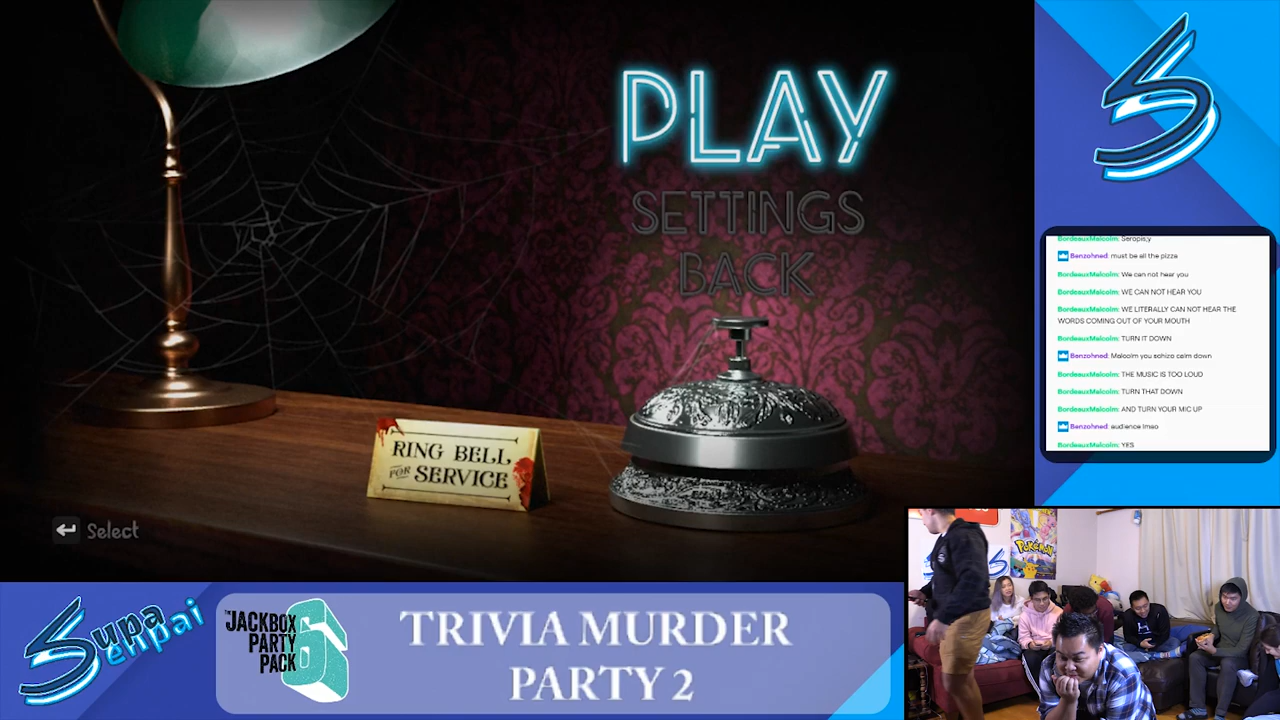 PLAY
SETTINGS
BACK
RING BELL
FOR SERVICE
Select
BordeauxMalcolm: Seropis;y
Benzohned: must be all the pizza
BordeauxMalcolm: We can not hear you
BordeauxMalcolm: WE CAN NOT HEAR YOU
BordeauxMalcolm: WE LITERALLY CAN NOT HEAR THE
WORDS COMING OUT OF YOUR MOUTH
BordeauxMalcolm: TURN IT DOWN
Benzohned: Malcolm you schizo calm down
BordeauxMalcolm: THE MUSIC IS TOO LOUD
BordeauxMalcolm: TURN THAT DOWN
BordeauxMalcolm: AND TURN YOUR MIC UP
Benzohned: audience lmao
BordeauxMalcolm: YES
POKéMON
Supa
Senpai
THE JACKBOX
PARTY
PACK 6
TRIVIA MURDER
PARTY 2